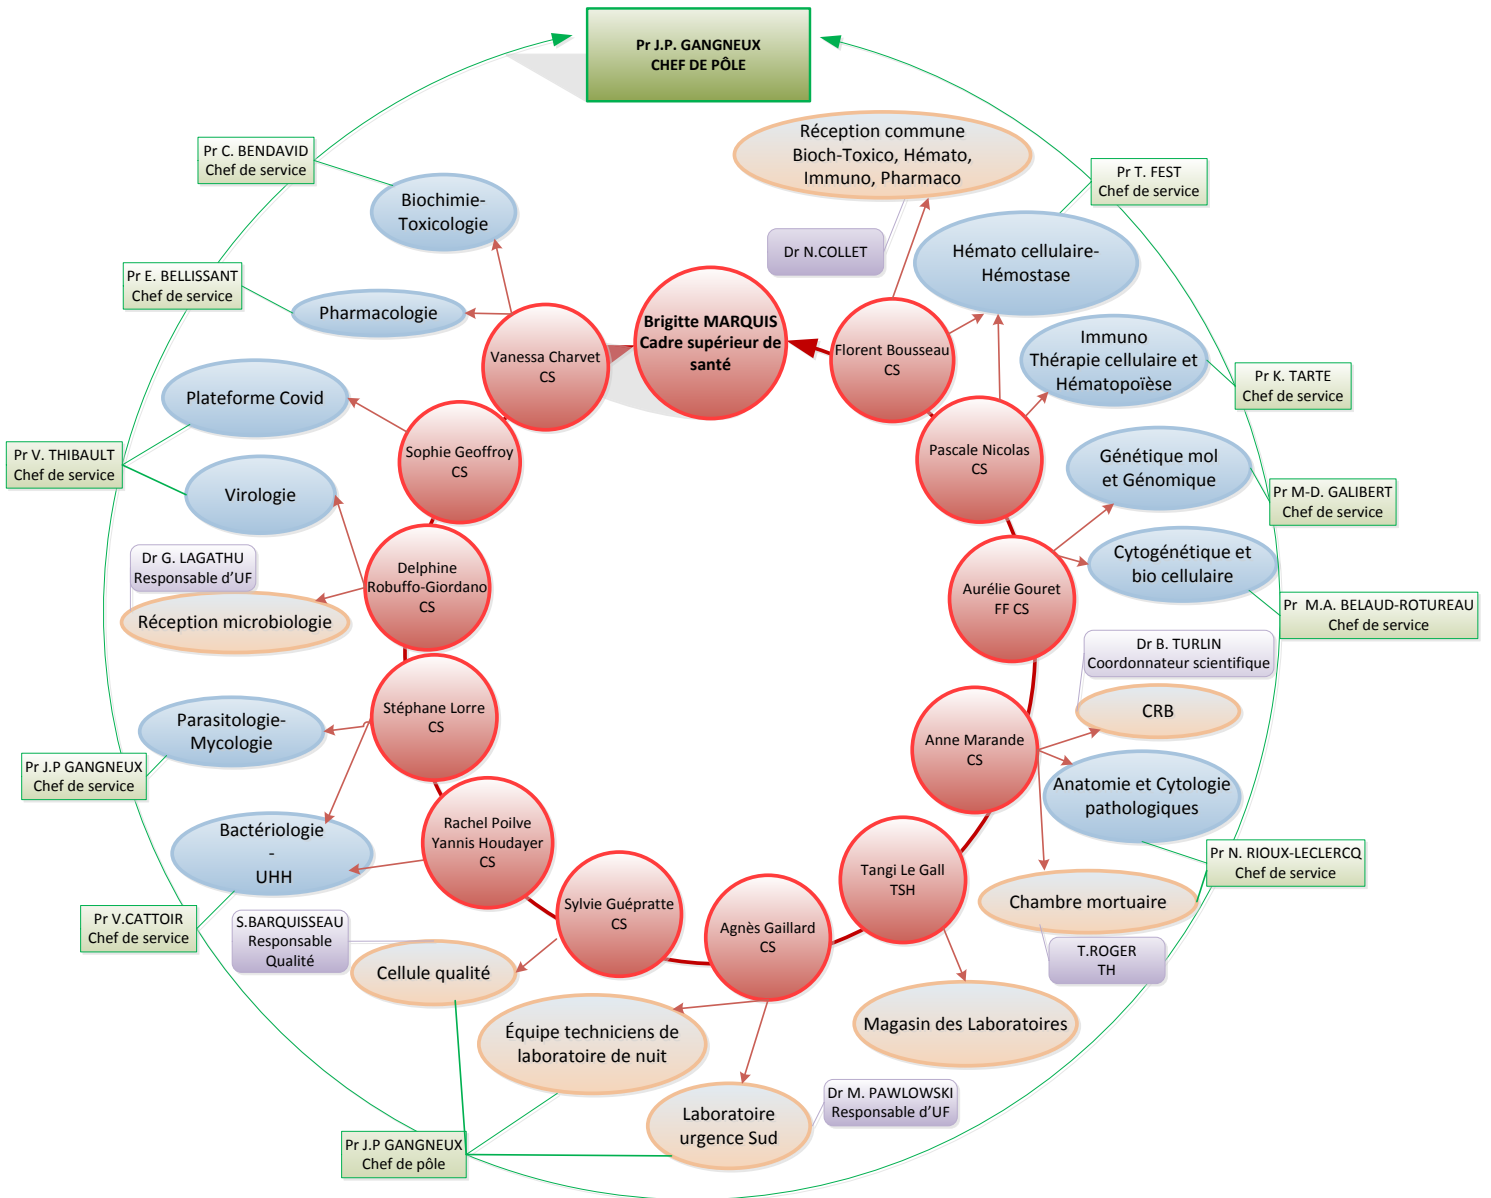 Pr J.P. GANGNEUX
CHEF DE PÔLE
Réception commune
Bioch-Toxico, Hémato,
Immuno, Pharmaco
Pr C. BENDAVID
Chef de service
Pr T. FEST
Chef de service
Biochimie-
Toxicologie
Dr N.COLLET
Hémato cellulaire-
Hémostase
Pr E. BELLISSANT
Chef de service
Pharmacologie
Brigitte MARQUIS
Cadre supérieur de
santé
Vanessa Charvet
CS
Florent Bousseau
CS
Immuno
Thérapie cellulaire et
Hématopoïèse
Pr K. TARTE
Chef de service
Plateforme Covid
Sophie Geoffroy
CS
Pascale Nicolas
CS
Pr V. THIBAULT
Chef de service
Génétique mol
et Génomique
Virologie
Pr M-D. GALIBERT
Chef de service
Dr G. LAGATHU
Responsable d'UF
Delphine
Robuffo-Giordano
CS
Cytogénétique et
bio cellulaire
Aurélie Gouret
FF CS
Réception microbiologie
Pr M.A. BELAUD-ROTUREAU
Chef de service
Dr B. TURLIN
Coordonnateur scientifique
Stéphane Lorre
CS
CRB
Parasitologie-
Mycologie
Anne Marande
CS
Pr J.P GANGNEUX
Chef de service
Anatomie et Cytologie
pathologiques
Bactériologie
-
UHH
Rachel Poilve
Yannis Houdayer
CS
Pr N. RIOUX-LECLERCQ
Chef de service
Tangi Le Gall
TSH
Pr V.CATTOIR
Chef de service
Sylvie Guépratte
CS
Agnès Gaillard
CS
Chambre mortuaire
S.BARQUISSEAU
Responsable
Qualité
T.ROGER
TH
Cellule qualité
Magasin des Laboratoires
Équipe techniciens de
laboratoire de nuit
Dr M. PAWLOWSKI
Responsable d'UF
Laboratoire
urgence Sud
Pr J.P GANGNEUX
Chef de pôle